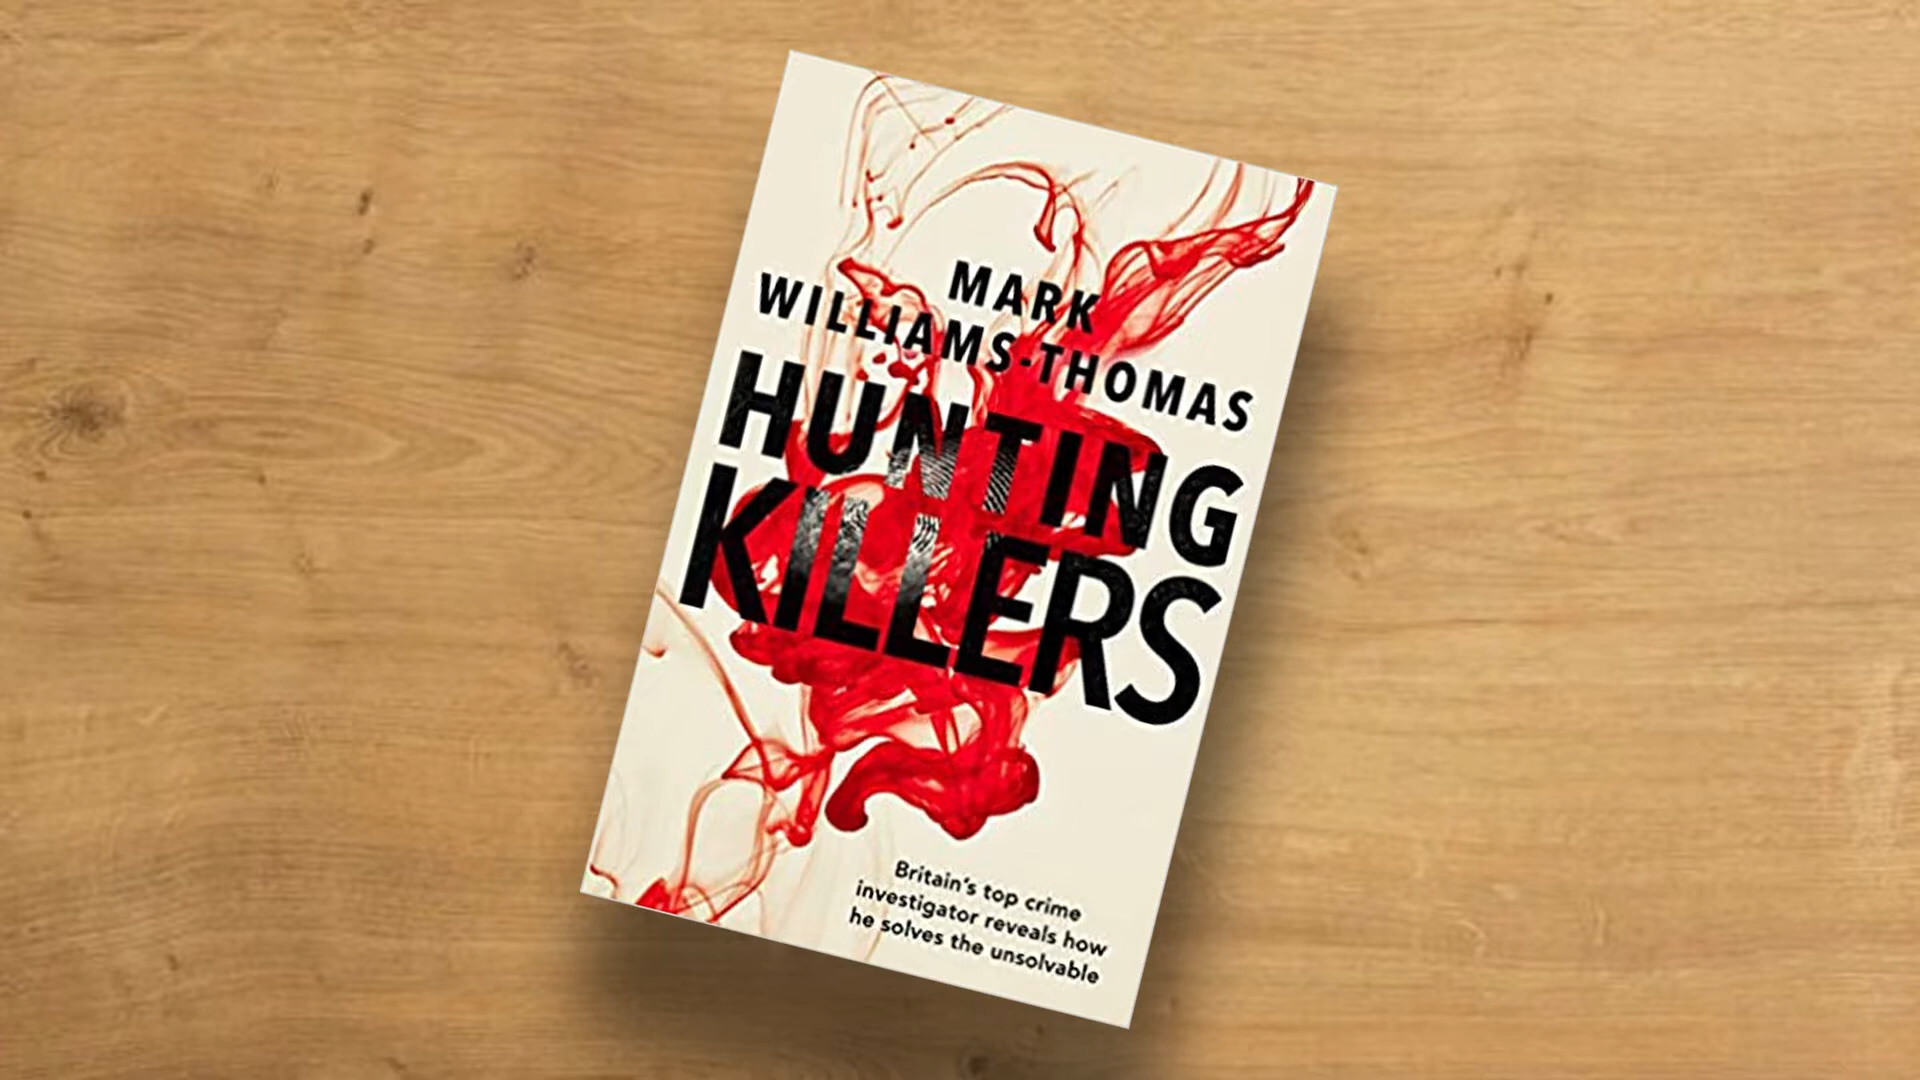 MARK
WILLIAMS-THOMAS
HUNTING
KILLERS
Britain's top crime
investigator reveals how
he solves the unsolvable